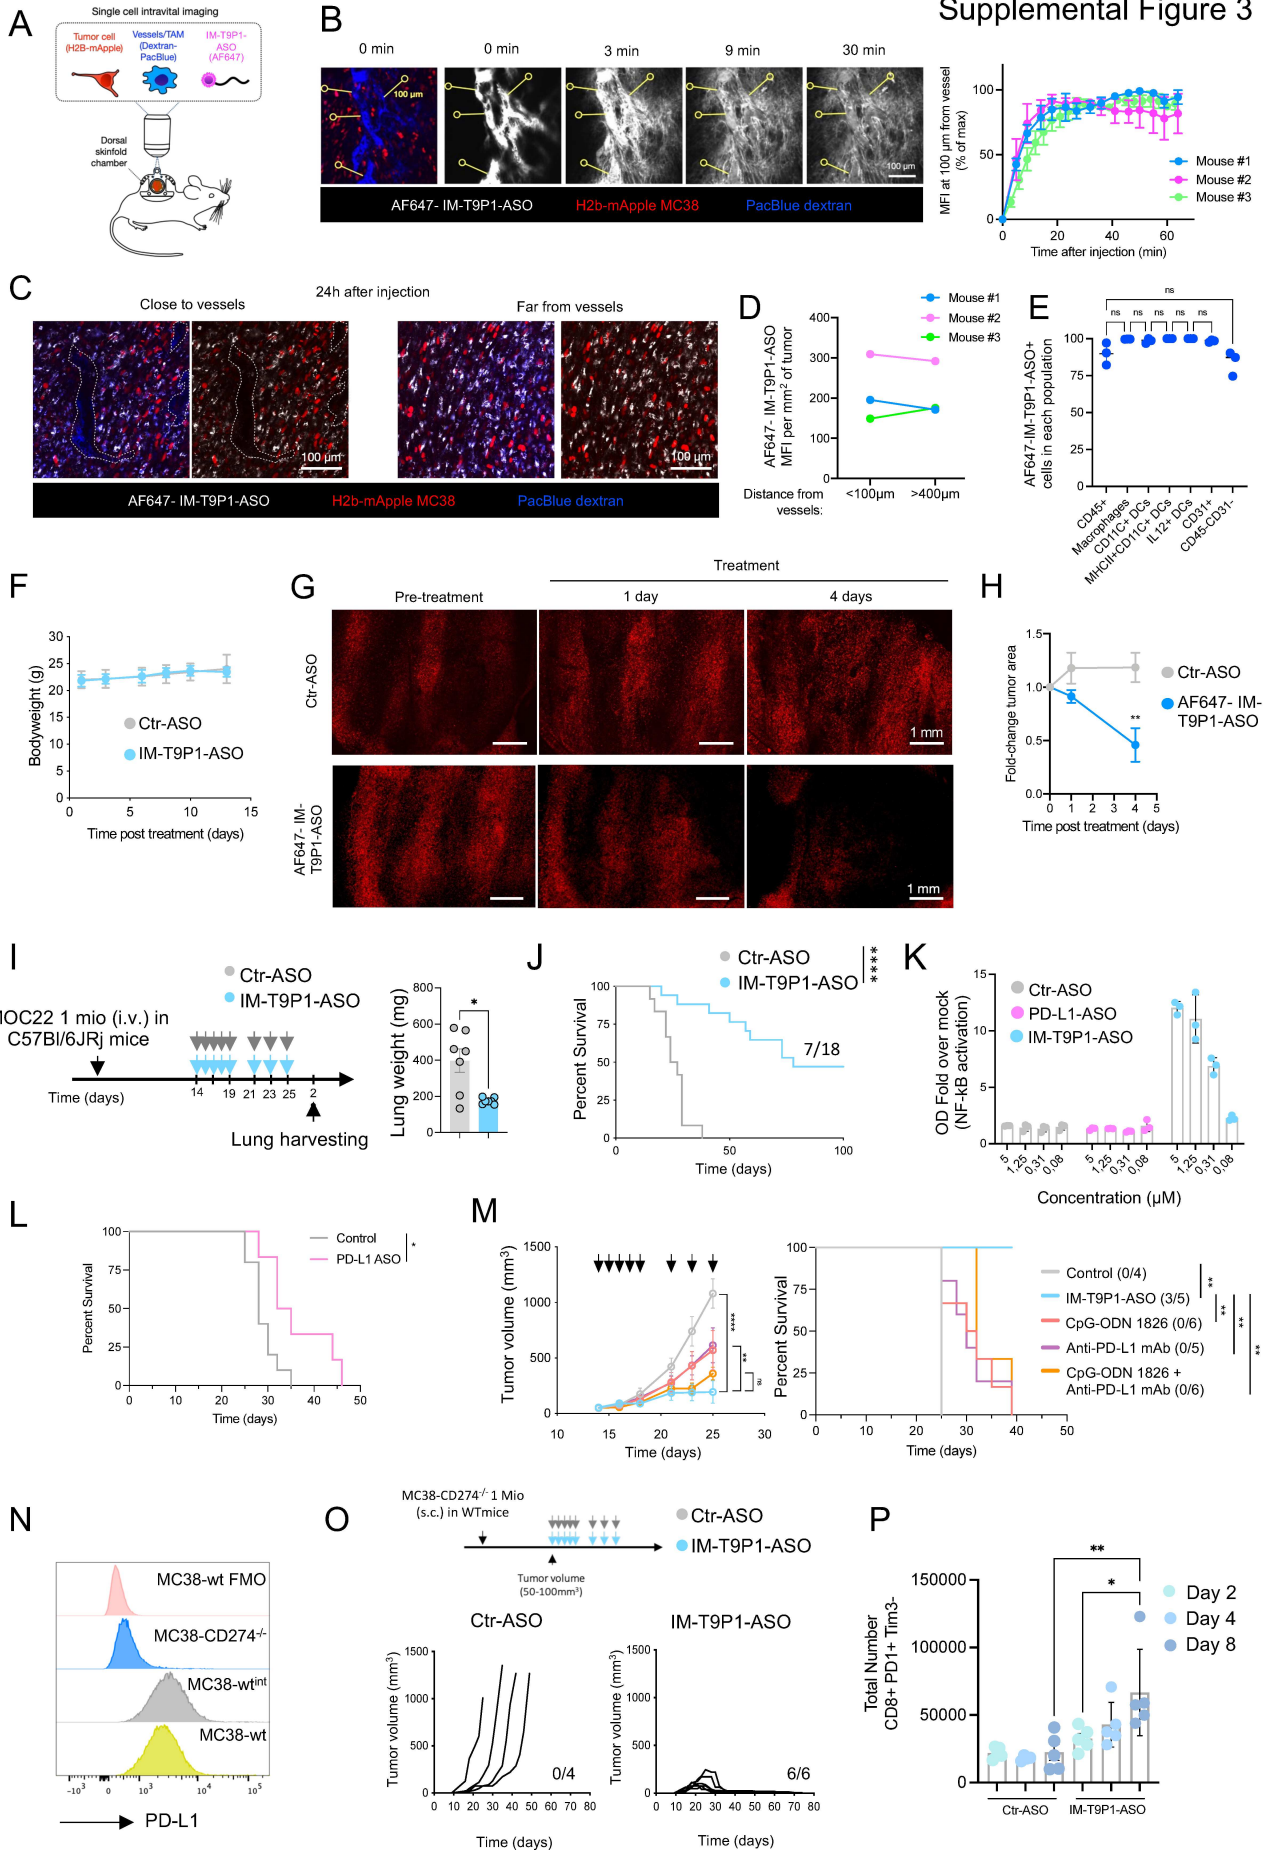 Supplemental Figure 3
A
Single cell intravital imaging
Tumor cell
(H2B-mApple)
Vessels/TAM
(Dextran-
PacBlue)
IM-T9P1-
ASO
(AF647)
Dorsal
skinfold
chamber
B
0 min
0 min
3 min
9 min
30 min
100 µm
100 µm
AF647- IM-T9P1-ASO
H2b-mApple MC38
PacBlue dextran
MFI at 100 µm from vessel
(% of max)
100
50
0
0
20
40
60
Time after injection (min)
Mouse #1
Mouse #2
Mouse #3
C
24h after injection
Close to vessels
Far from vessels
100 µm
100 µm
AF647- IM-T9P1-ASO
H2b-mApple MC38
PacBlue dextran
D
Mouse #1
Mouse #2
Mouse #3
AF647- IM-T9P1-ASO
MFI per mm² of tumor
400
300
200
100
0
Distance from
vessels:
<100µm
>400µm
E
ns
ns
ns
ns
ns
ns
AF647-IM-T9P1-ASO+
cells in each population
100
75
50
25
0
CD45+
Macrophages
CD11C+ DCs
MHCII+CD11C+ DCs
IL12+ DCs
CD31+
CD45-CD31-
F
Bodyweight (g)
30
25
20
15
10
5
0
0
5
10
15
Ctr-ASO
IM-T9P1-ASO
Time post treatment (days)
G
Treatment
Pre-treatment
1 day
4 days
Ctr-ASO
1 mm
AF647- IM-
T9P1-ASO
1 mm
H
Fold-change tumor area
1.5
1.0
0.5
0.0
**
0
1
2
3
4
5
Time post treatment (days)
Ctr-ASO
AF647- IM-
T9P1-ASO
I
Ctr-ASO
IM-T9P1-ASO
MOC22 1 mio (i.v.) in
C57Bl/6JRj mice
Time (days)
14
19
21
23
25
2
Lung harvesting
Lung weight (mg)
800
600
400
200
0
*
J
Ctr-ASO
IM-T9P1-ASO
****
Percent Survival
100
75
50
25
0
7/18
0
50
100
Time (days)
K
Ctr-ASO
PD-L1-ASO
IM-T9P1-ASO
OD Fold over mock
(NF-kB activation)
15
10
5
0
5
1,25
0,31
0,08
5
1,25
0,31
0,08
5
1,25
0,31
0,08
Concentration (µM)
L
Percent Survival
100
75
50
25
0
0
10
20
30
40
50
Time (days)
Control
PD-L1 ASO
*
M
Tumor volume (mm³)
1500
1000
500
0
10
15
20
25
30
Time (days)
****
**
ns
Percent Survival
100
50
0
0
10
20
30
40
50
Time (days)
Control (0/4)
IM-T9P1-ASO (3/5)
CpG-ODN 1826 (0/6)
Anti-PD-L1 mAb (0/5)
CpG-ODN 1826 +
Anti-PD-L1 mAb (0/6)
**
**
**
**
N
MC38-wt FMO
MC38-CD274-/-
MC38-wtint
MC38-wt
-10³
0
10³
10⁴
10⁵
PD-L1
O
MC38-CD274-/- 1 Mio
(s.c.) in WTmice
Tumor volume
(50-100mm³)
Ctr-ASO
IM-T9P1-ASO
Ctr-ASO
Tumor volume (mm³)
1500
1000
500
0
0/4
0 10 20 30 40 50 60 70 80
Time (days)
IM-T9P1-ASO
Tumor volume (mm³)
1500
1000
500
0
6/6
0 10 20 30 40 50 60 70 80
Time (days)
P
Total Number
CD8+ PD1+ Tim3-
150000
100000
50000
0
**
*
Day 2
Day 4
Day 8
Ctr-ASO
IM-T9P1-ASO